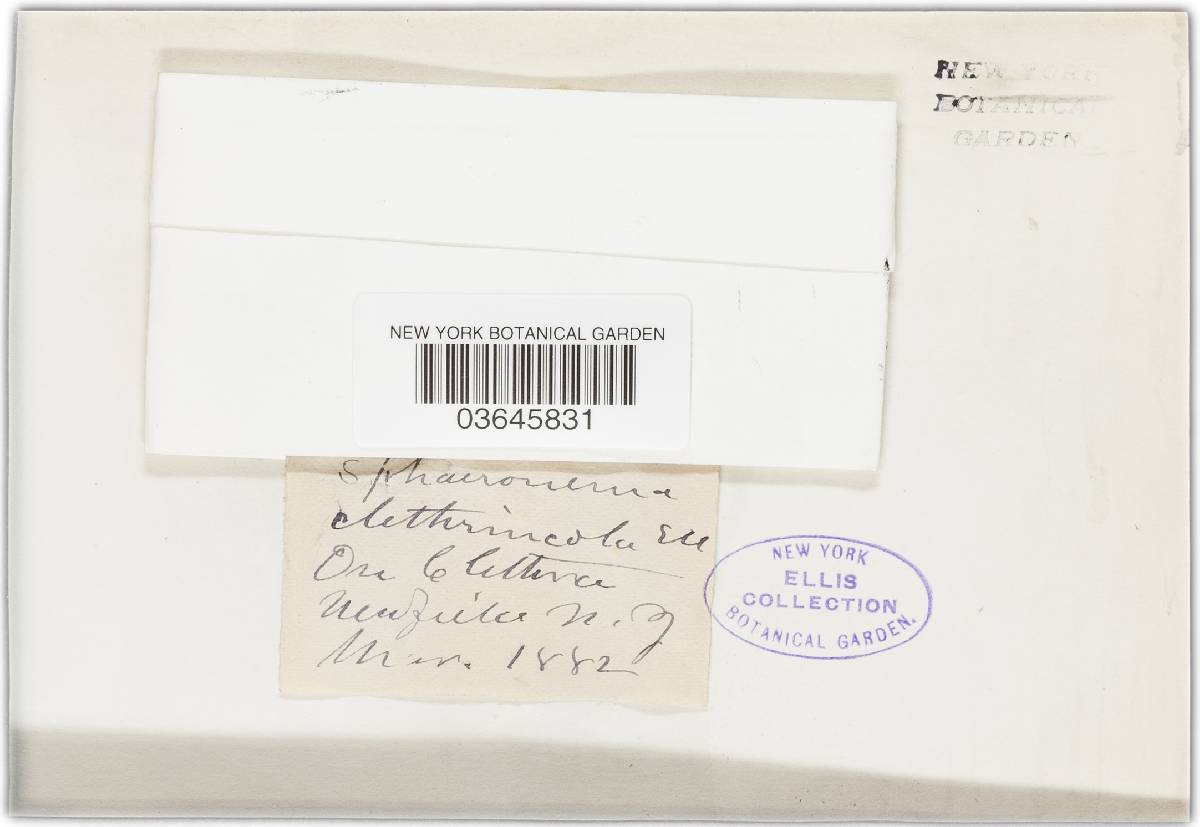 NEW YORK
BOTANICAL
GARDEN
NEW YORK BOTANICAL GARDEN
03645831
Sphaeronema
clethrincola Ell
On Clethra
Newfield N. J
Mar. 1882
NEW YORK
ELLIS
COLLECTION
BOTANICAL GARDEN.